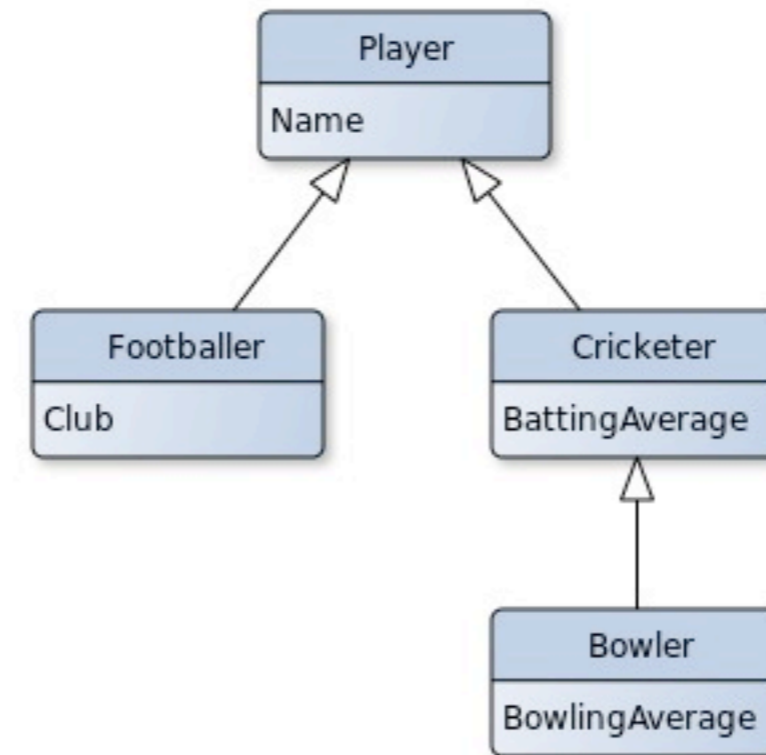 Player
Name
Footballer
Club
Cricketer
BattingAverage
Bowler
BowlingAverage